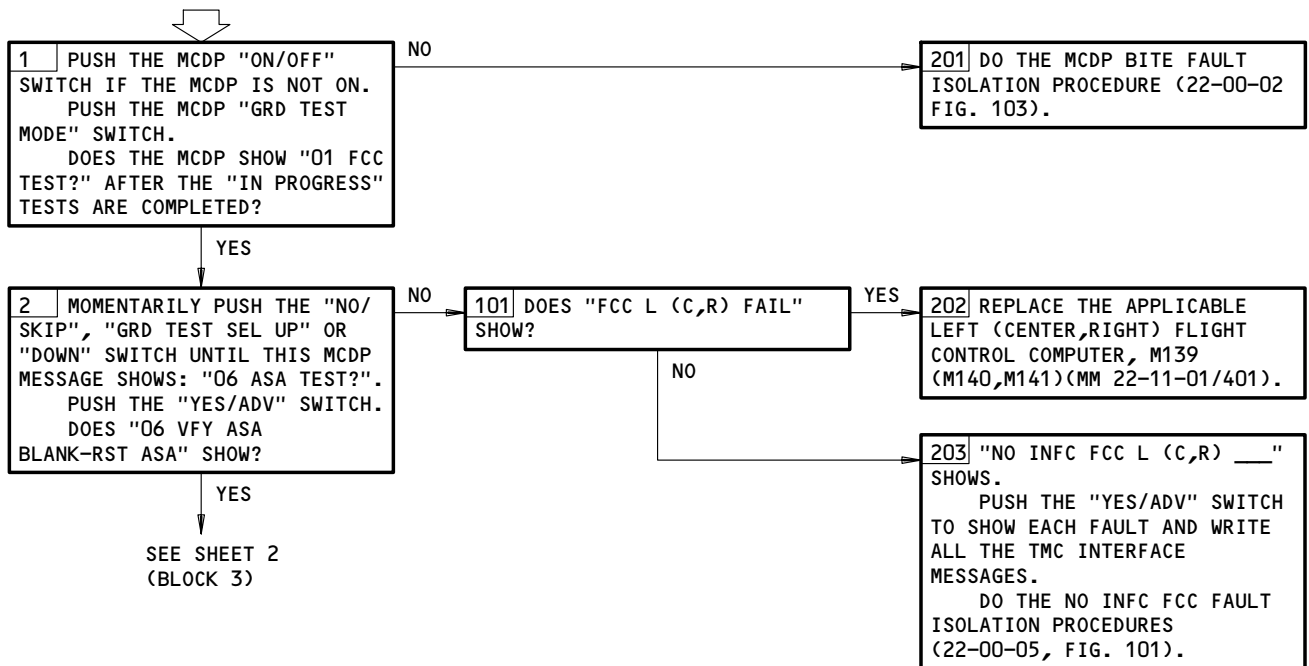 1 PUSH THE MCDP "ON/OFF"
SWITCH IF THE MCDP IS NOT ON.
PUSH THE MCDP "GRD TEST
MODE" SWITCH.
DOES THE MCDP SHOW "01 FCC
TEST?" AFTER THE "IN PROGRESS"
TESTS ARE COMPLETED?
NO
201 DO THE MCDP BITE FAULT
ISOLATION PROCEDURE (22-00-02
FIG. 103).
YES
2 MOMENTARILY PUSH THE "NO/
SKIP", "GRD TEST SEL UP" OR
"DOWN" SWITCH UNTIL THIS MCDP
MESSAGE SHOWS: "06 ASA TEST?".
PUSH THE "YES/ADV" SWITCH.
DOES "06 VFY ASA
BLANK-RST ASA" SHOW?
NO
101 DOES "FCC L (C,R) FAIL"
SHOW?
YES
202 REPLACE THE APPLICABLE
LEFT (CENTER,RIGHT) FLIGHT
CONTROL COMPUTER, M139
(M140,M141)(MM 22-11-01/401).
NO
203 "NO INFC FCC L (C,R) ___"
SHOWS.
PUSH THE "YES/ADV" SWITCH
TO SHOW EACH FAULT AND WRITE
ALL THE TMC INTERFACE
MESSAGES.
DO THE NO INFC FCC FAULT
ISOLATION PROCEDURES
(22-00-05, FIG. 101).
YES
SEE SHEET 2
(BLOCK 3)